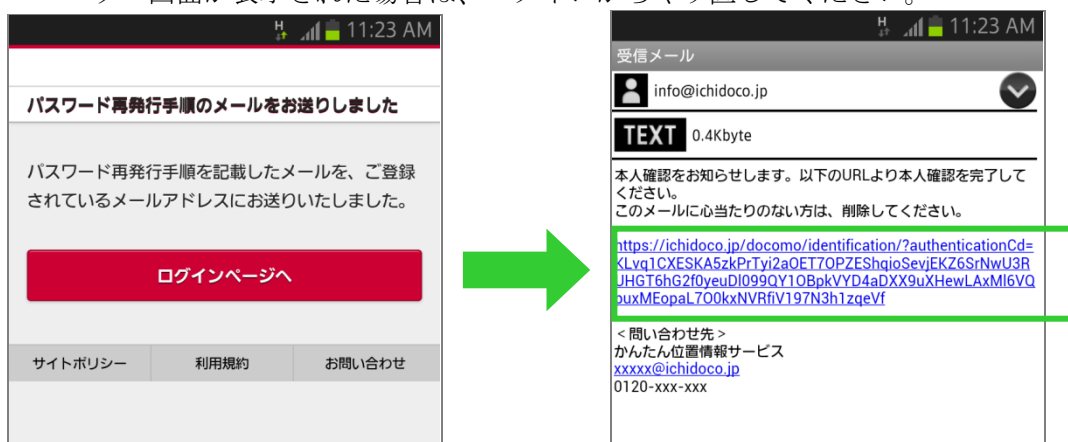 11:23 AM
パスワード再発行手順のメールをお送りしました
パスワード再発行手順を記載したメールを、ご登録
されているメールアドレスにお送りいたしました。
ログインページへ
サイトポリシー 利用規約 お問い合わせ
11:23 AM
受信メール
info@ichidoco.jp
TEXT 0.4Kbyte
本人確認をお知らせします。以下のURLより本人確認を完了して
ください。
このメールに心当たりのない方は、削除してください。
https://ichidoco.jp/docomo/identification/?authenticationCd=
KLvq1CXESKA5zkPrTyi2aOET7OPZEShqioSevjEKZ6SrNwU3R
UHGT6hG2f0yeuDl099QY1OBpkVYD4aDXX9uXHewLAxMl6VQ
puxMEopaL7O0kxNVRfiV197N3h1zqeVf
＜問い合わせ先＞
かんたん位置情報サービス
xxxxx@ichidoco.jp
0120-xxx-xxx